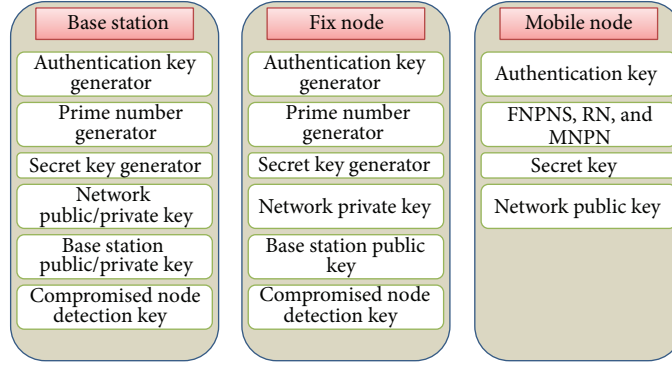 Base station
Authentication key
generator
Prime number
generator
Secret key generator
Network
public/private key
Base station
public/private key
Compromised node
detection key
Fix node
Authentication key
generator
Prime number
generator
Secret key generator
Network private key
Base station public
key
Compromised node
detection key
Mobile node
Authentication key
FNPNS, RN, and
MNPN
Secret key
Network public key